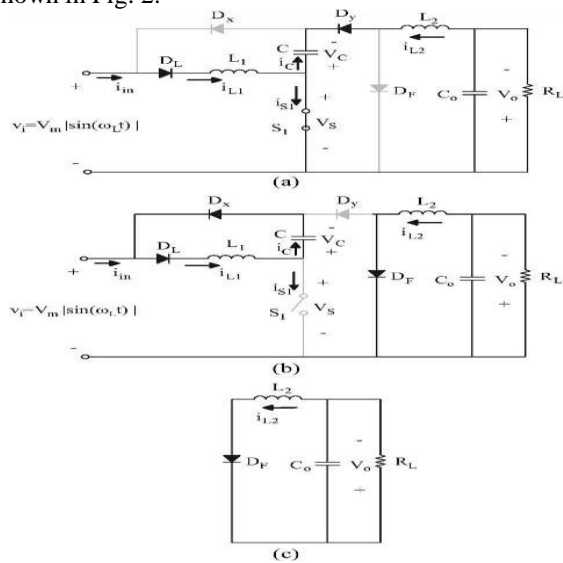 nown in Fig. 2.
Dx
Dy
L2
DL
L1
C
VC
iC
iL2
iin
iL1
iS1
DF
Co
Vo
RL
vi=Vm|sin(ωLt)|
S1
VS
(a)
Dx
Dy
L2
DL
L1
C
VC
iC
iL2
iin
iL1
iS1
DF
Co
Vo
RL
vi=Vm|sin(ωLt)|
S1
VS
(b)
L2
iL2
DF
Co
Vo
RL
(c)